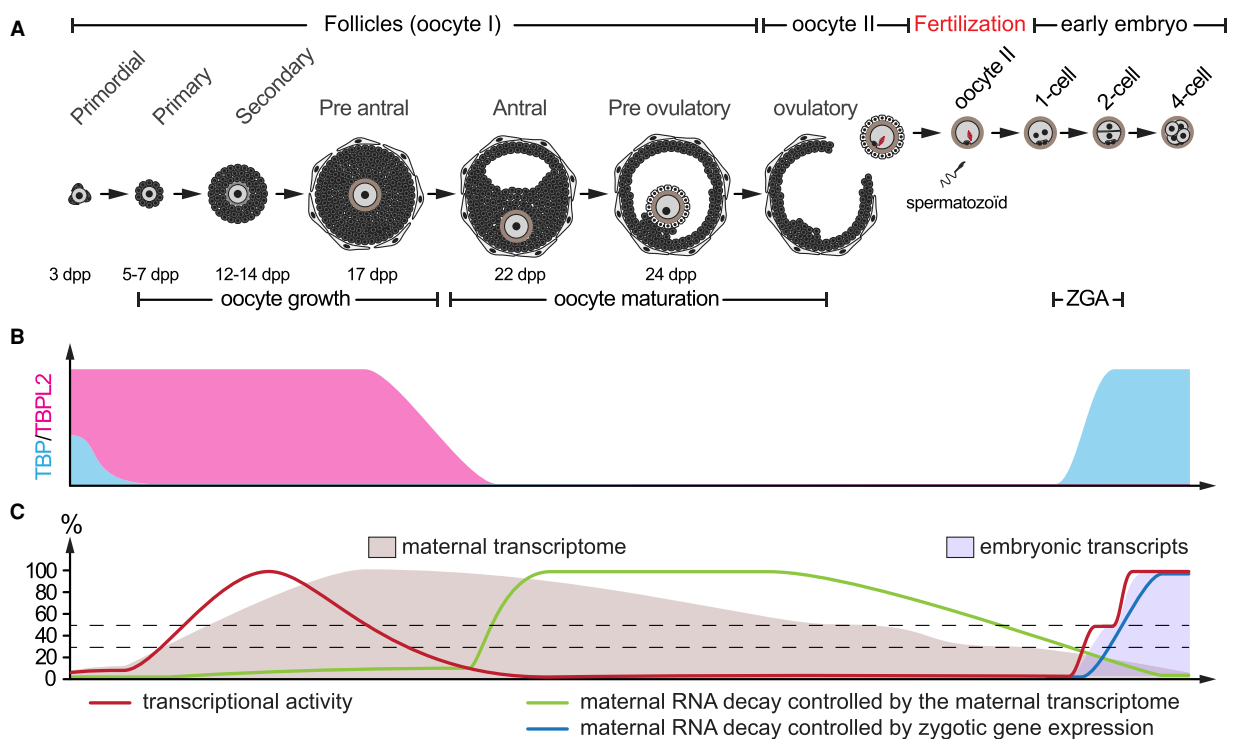 A
Follicles (oocyte I)
oocyte II
Fertilization
early embryo
Primordial
Primary
Secondary
Pre antral
Antral
Pre ovulatory
ovulatory
oocyte II
1-cell
2-cell
4-cell
spermatozoïd
3 dpp
5-7 dpp
12-14 dpp
17 dpp
22 dpp
24 dpp
oocyte growth
oocyte maturation
ZGA
B
TBP/TBPL2
C
%
maternal transcriptome
embryonic transcripts
100
80
60
40
20
0
transcriptional activity
maternal RNA decay controlled by the maternal transcriptome
maternal RNA decay controlled by zygotic gene expression